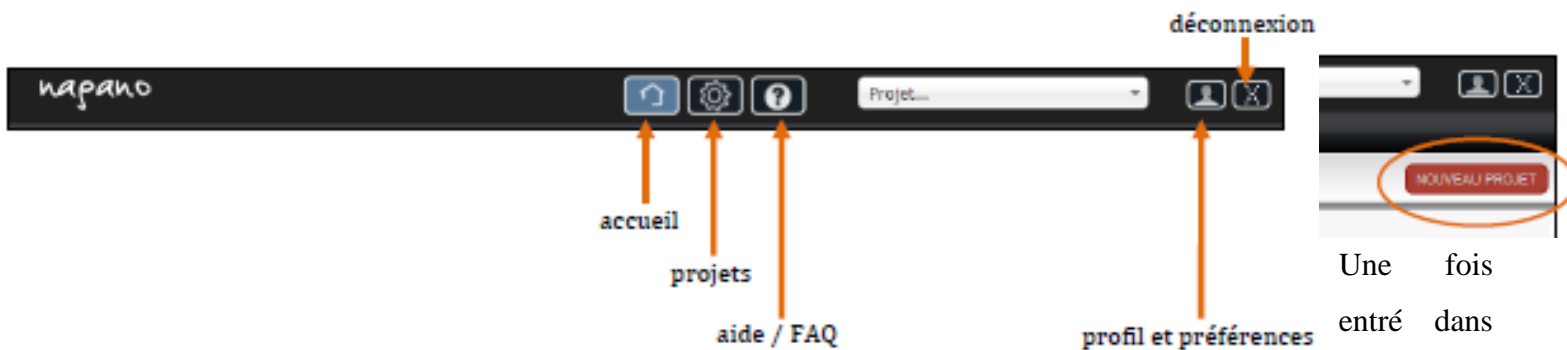 déconnexion
napano
Projet...
NOUVEAU PROJET
accueil
projets
aide / FAQ
profil et préférences
Une fois
entré dans